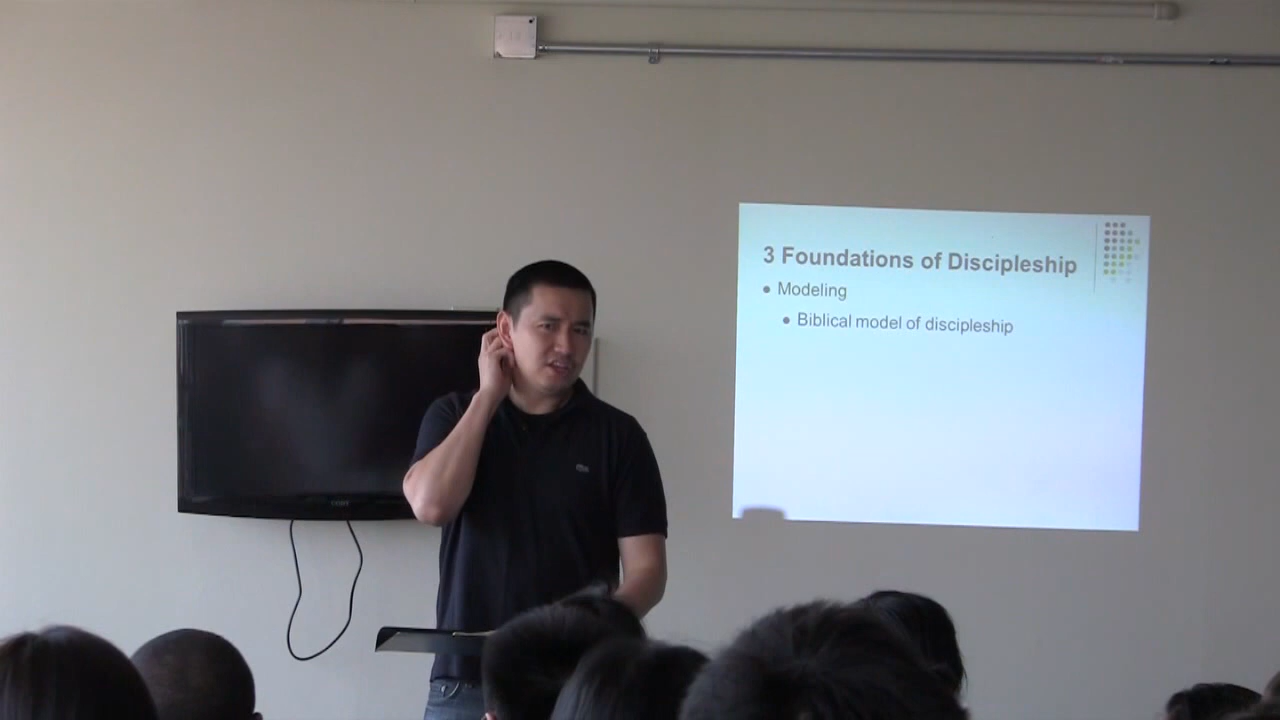 3 Foundations of Discipleship
Modeling
Biblical model of discipleship